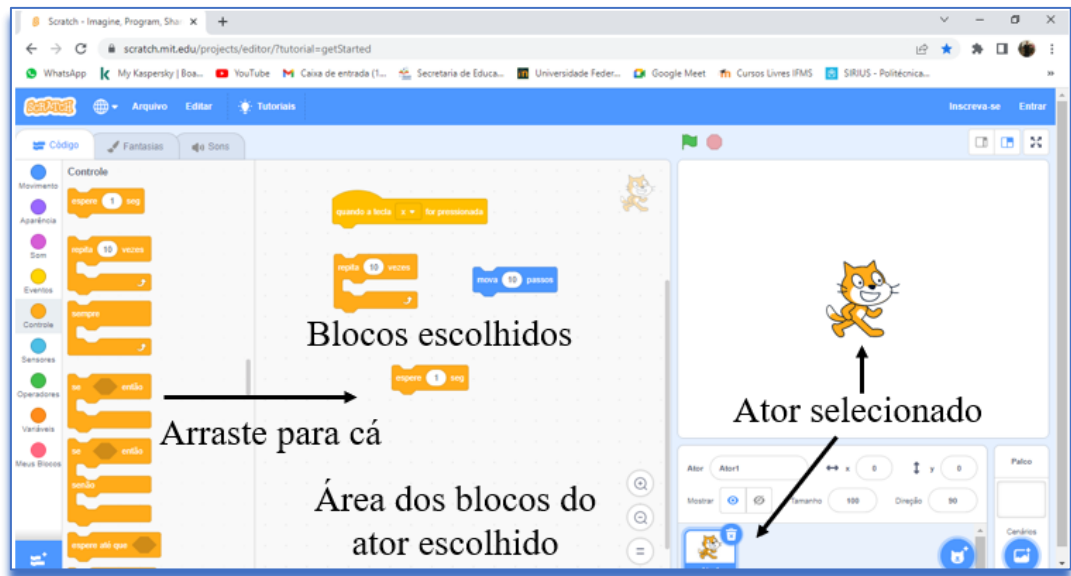 Scratch - Imagine, Program, Shar
scratch.mit.edu/projects/editor/?tutorial=getStarted
WhatsApp
My Kaspersky | Boa...
YouTube
Caixa de entrada (1...
Secretaria de Educa...
Universidade Feder...
Google Meet
Cursos Livres IFMS
SIRIUS - Politécnica...
»
SCRATCH
Arquivo
Editar
Tutoriais
Inscreva-se
Entrar
Código
Fantasias
Sons
Movimento
Aparência
Som
Eventos
Controle
Sensores
Operadores
Variáveis
Meus Blocos
Controle
espere 1 seg
repita 10 vezes
sempre
se então
se então
senão
espere até que
quando a tecla x for pressionada
repita 10 vezes
mova 10 passos
Blocos escolhidos
espere 1 seg
Arraste para cá
Área dos blocos do
ator escolhido
Ator selecionado
Ator Ator1 x 0 y 0
Mostrar Tamanho 100 Direção 90
Palco
Cenários